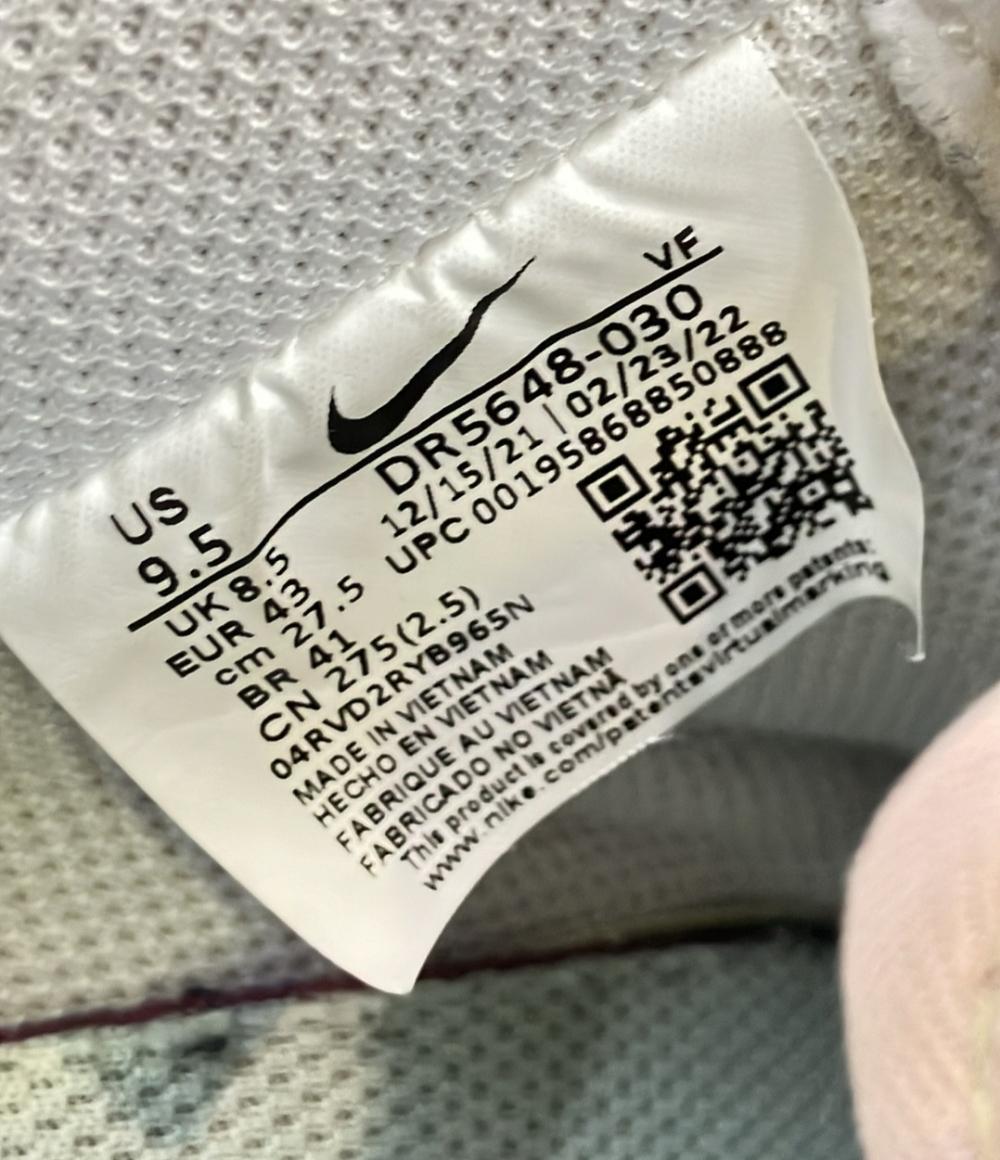 US
9.5
VF
DR5648-030
12/15/21 | 02/23/22
UPC 00195868850888
UK 8.5
EUR 43
cm 27.5
BR 41
CN 275(2.5)
04RVD2RYB965N
MADE IN VIETNAM
HECHO EN VIETNAM
FABRIQUE AU VIETNAM
FABRICADO NO VIETNÃ
This product is covered by one or more patents:
www.nike.com/patentsvirtualmarking